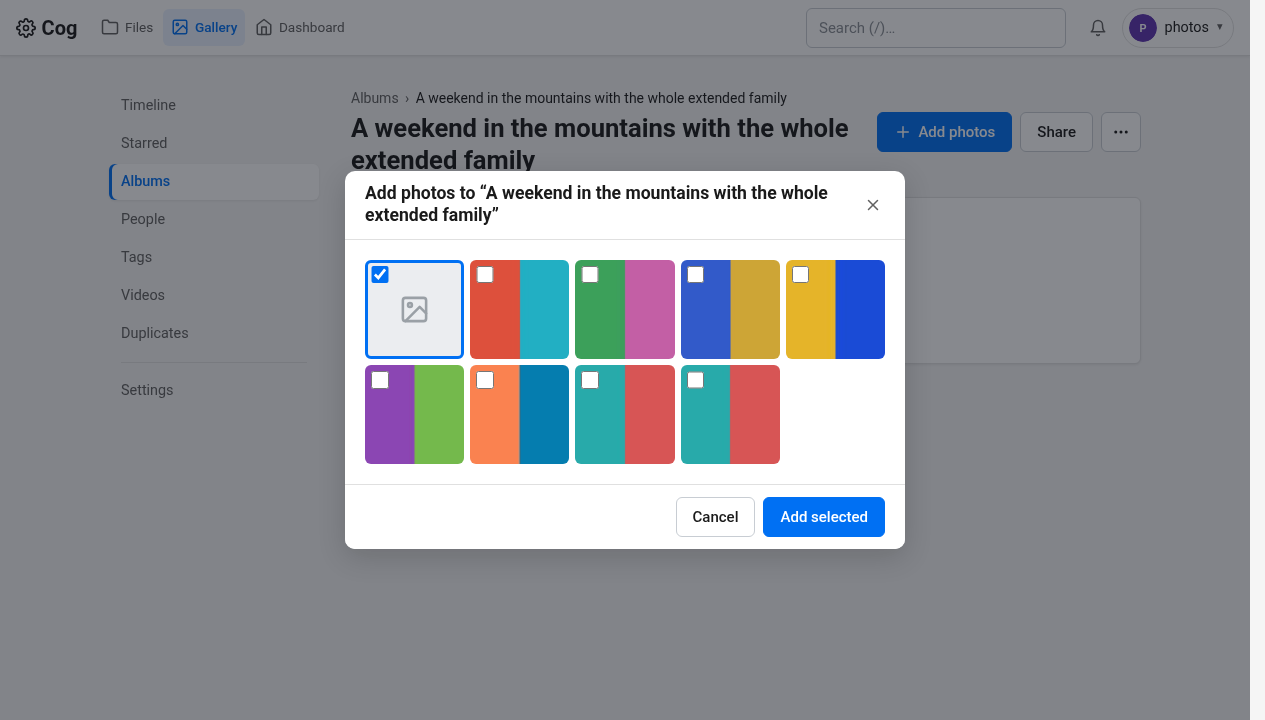 Cog
Files
Gallery
Dashboard
Search (/)…
P
photos
Timeline
Starred
Albums
People
Tags
Videos
Duplicates
Settings
Albums › A weekend in the mountains with the whole extended family
A weekend in the mountains with the whole
extended family
Add photos
Share
Add photos to “A weekend in the mountains with the whole
extended family”
Cancel
Add selected